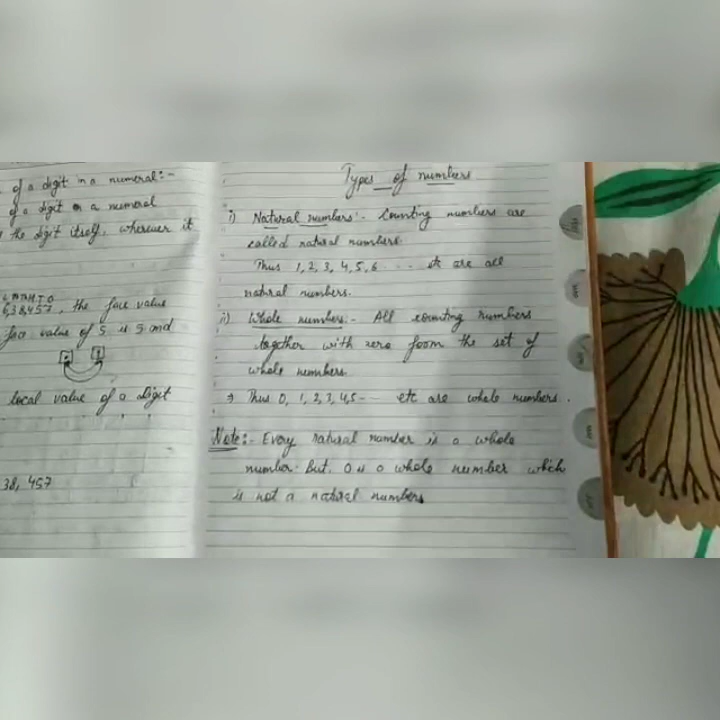 of a digit in a numeral:-
of a digit in a numeral
the digit itself, wherever it
6,38,457, the face value
face value of 5 is 5 and
local value of a Digit
38,457
Types of numbers
i) Natural numbers:- Counting numbers are
called natural numbers.
Thus 1,2,3,4,5,6 .... etc are all
natural numbers.
ii) Whole numbers:- All counting numbers
together with zero foom the set of
whole numbers.
⇒ Thus 0,1,2,3,4,5-- etc are whole numbers.
Note:- Every natural number is a whole
number. but, 0 is a whole number which
is not a natural numbers